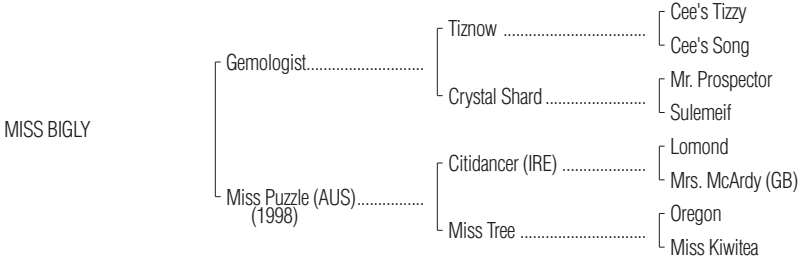 Cee's Tizzy
Tiznow ..................................
Cee's Song
Gemologist...........................
Mr. Prospector
Crystal Shard ........................
Sulemeif
MISS BIGLY
Lomond
Citidancer (IRE) ....................
Mrs. McArdy (GB)
Miss Puzzle (AUS)................
(1998)
Oregon
Miss Tree ..............................
Miss Kiwitea